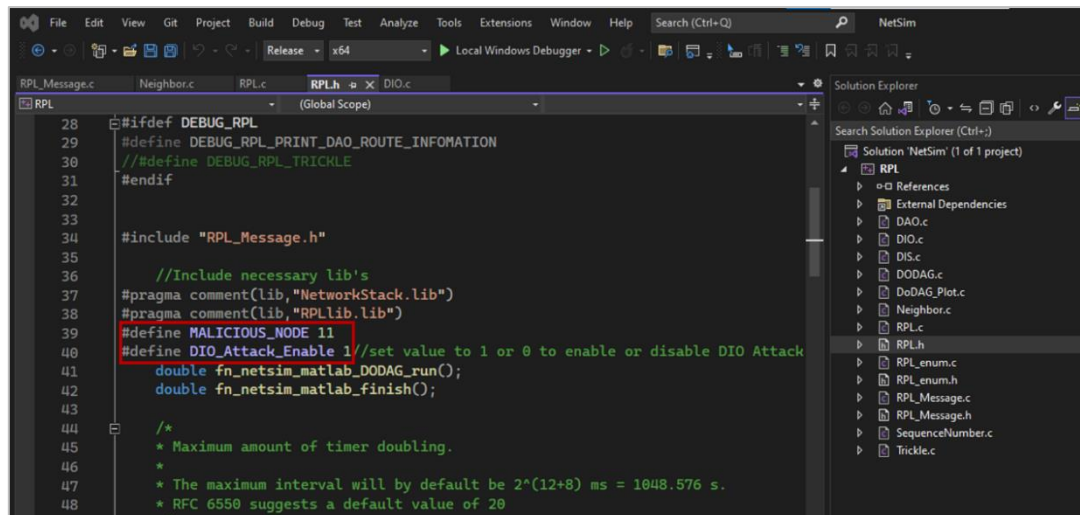 File Edit View Git Project Build Debug Test Analyze Tools Extensions Window Help Search (Ctrl+Q) NetSim
Release x64 Local Windows Debugger
RPL_Message.c Neighbor.c RPL.c RPL.h DIO.c
RPL (Global Scope)
28 #ifdef DEBUG_RPL
29 #define DEBUG_RPL_PRINT_DAO_ROUTE_INFOMATION
30 //#define DEBUG_RPL_TRICKLE
31 #endif
32
33
34 #include "RPL_Message.h"
35
36 //Include necessary lib's
37 #pragma comment(lib,"NetworkStack.lib")
38 #pragma comment(lib,"RPLlib.lib")
39 #define MALICIOUS_NODE 11
40 #define DIO_Attack_Enable 1//set value to 1 or 0 to enable or disable DIO Attack
41 double fn_netsim_matlab_DODAG_run();
42 double fn_netsim_matlab_finish();
43
44 /*
45 * Maximum amount of timer doubling.
46 *
47 * The maximum interval will by default be 2^(12+8) ms = 1048.576 s.
48 * RFC 6550 suggests a default value of 20
Solution Explorer
Search Solution Explorer (Ctrl+;)
Solution 'NetSim' (1 of 1 project)
RPL
References
External Dependencies
DAO.c
DIO.c
DIS.c
DODAG.c
DoDAG_Plot.c
Neighbor.c
RPL.c
RPL.h
RPL_enum.c
RPL_enum.h
RPL_Message.c
RPL_Message.h
SequenceNumber.c
Trickle.c